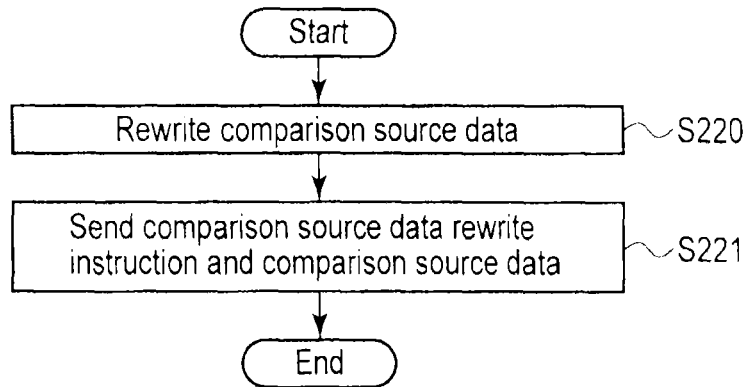 Start
Rewrite comparison source data
S220
Send comparison source data rewrite
instruction and comparison source data
S221
End